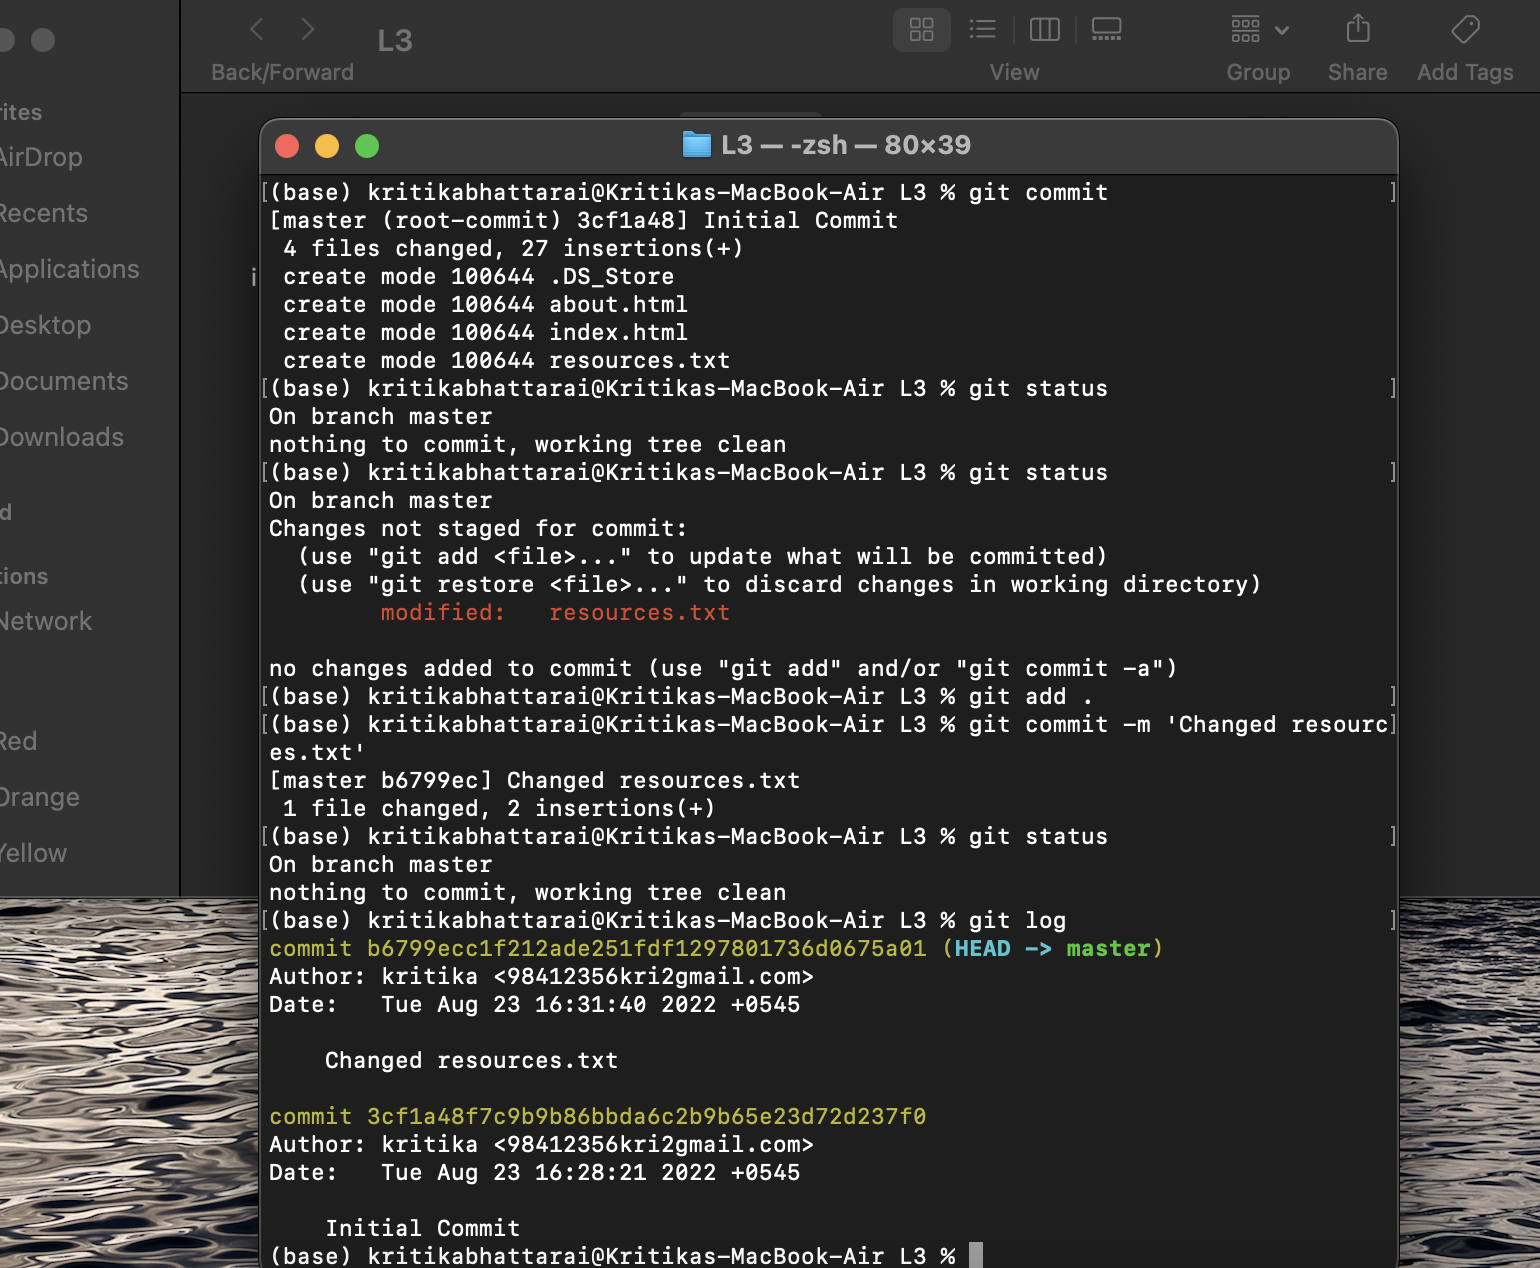 L3
Back/Forward
View
Group
Share
Add Tags
rites
AirDrop
Recents
Applications
Desktop
Documents
Downloads
d
tions
Network
Red
Orange
Yellow
i
L3 — -zsh — 80×39
[(base) kritikabhattarai@Kritikas-MacBook-Air L3 % git commit ]
[master (root-commit) 3cf1a48] Initial Commit
4 files changed, 27 insertions(+)
create mode 100644 .DS_Store
create mode 100644 about.html
create mode 100644 index.html
create mode 100644 resources.txt
[(base) kritikabhattarai@Kritikas-MacBook-Air L3 % git status ]
On branch master
nothing to commit, working tree clean
[(base) kritikabhattarai@Kritikas-MacBook-Air L3 % git status ]
On branch master
Changes not staged for commit:
(use "git add <file>..." to update what will be committed)
(use "git restore <file>..." to discard changes in working directory)
modified: resources.txt
no changes added to commit (use "git add" and/or "git commit -a")
[(base) kritikabhattarai@Kritikas-MacBook-Air L3 % git add . ]
[(base) kritikabhattarai@Kritikas-MacBook-Air L3 % git commit -m 'Changed resourc]
es.txt'
[master b6799ec] Changed resources.txt
1 file changed, 2 insertions(+)
[(base) kritikabhattarai@Kritikas-MacBook-Air L3 % git status ]
On branch master
nothing to commit, working tree clean
[(base) kritikabhattarai@Kritikas-MacBook-Air L3 % git log ]
commit b6799ecc1f212ade251fdf1297801736d0675a01 (HEAD -> master)
Author: kritika <98412356kri2gmail.com>
Date: Tue Aug 23 16:31:40 2022 +0545
Changed resources.txt
commit 3cf1a48f7c9b9b86bbda6c2b9b65e23d72d237f0
Author: kritika <98412356kri2gmail.com>
Date: Tue Aug 23 16:28:21 2022 +0545
Initial Commit
(base) kritikabhattarai@Kritikas-MacBook-Air L3 %